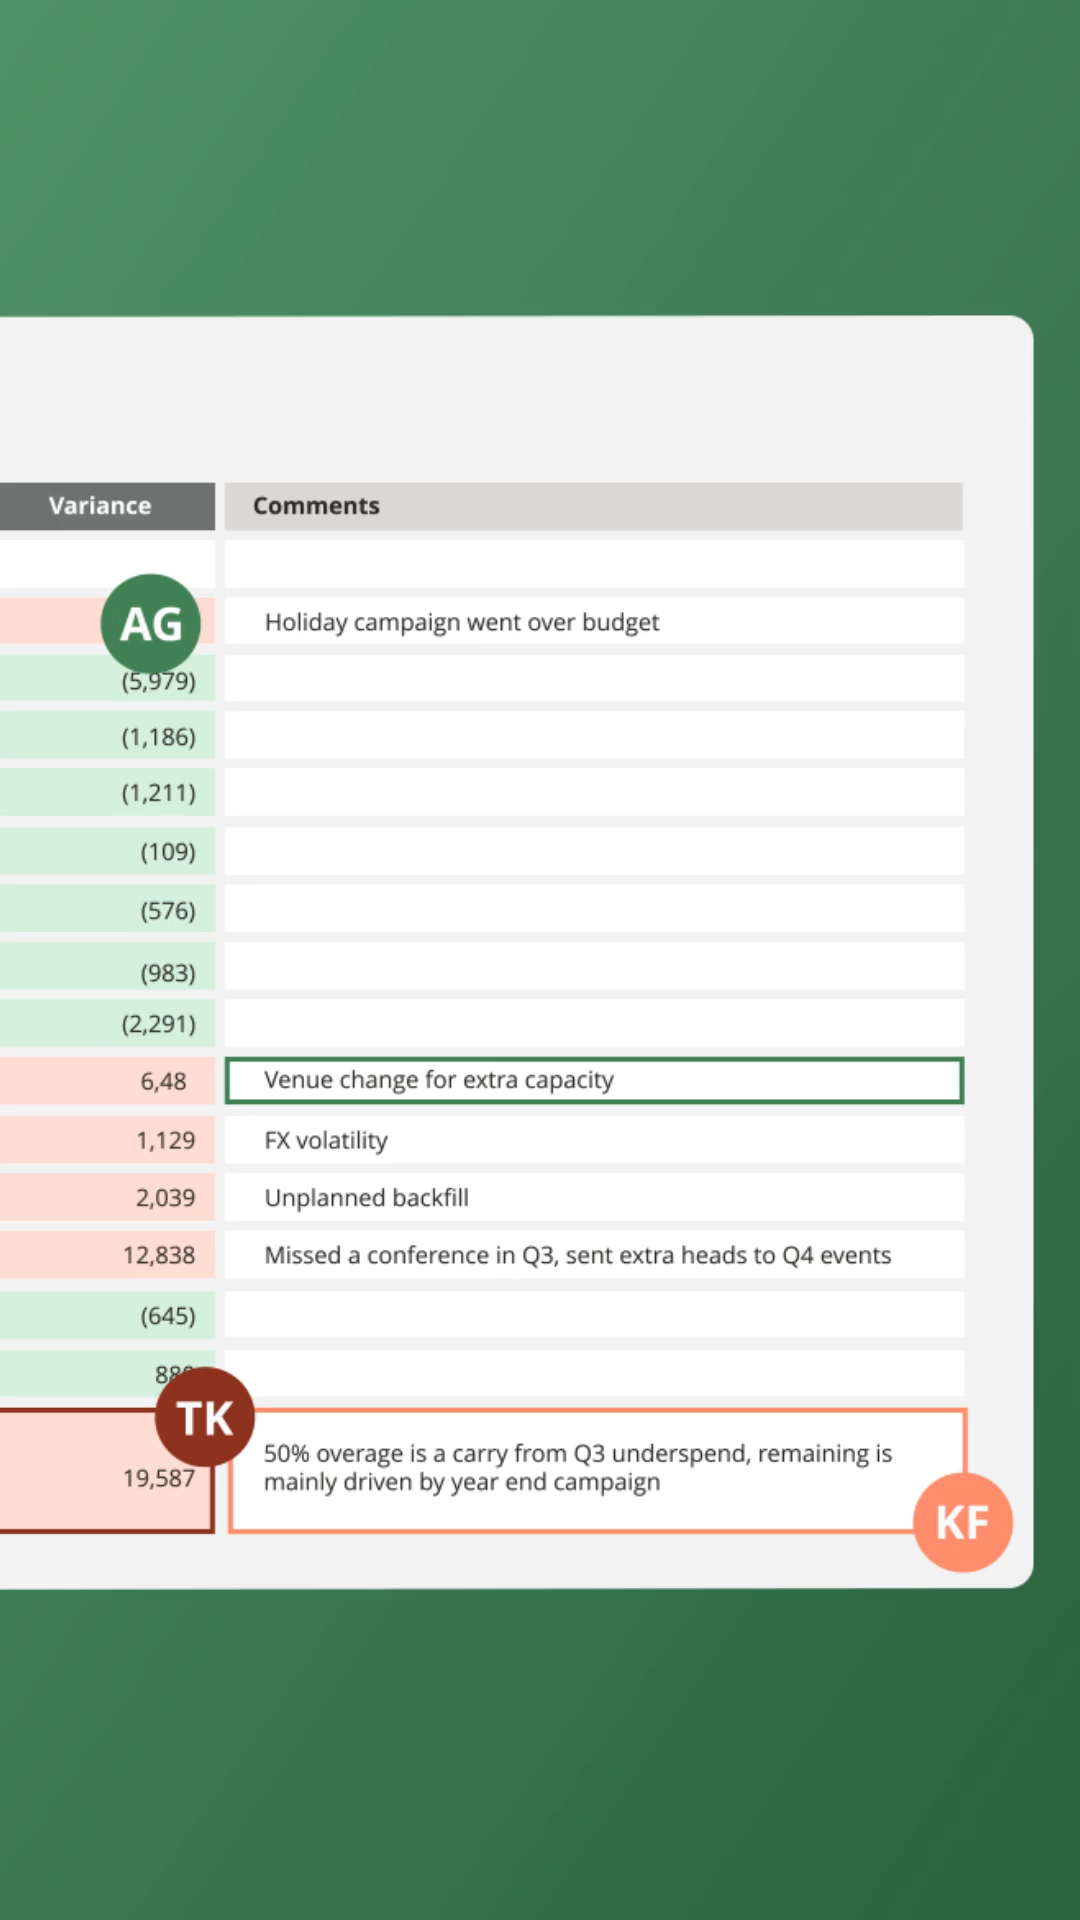 Variance Comments
AG Holiday campaign went over budget
(5,979)
(1,186)
(1,211)
(109)
(576)
(983)
(2,291)
6,48 Venue change for extra capacity
1,129 FX volatility
2,039 Unplanned backfill
12,838 Missed a conference in Q3, sent extra heads to Q4 events
(645)
TK
19,587 50% overage is a carry from Q3 underspend, remaining is
mainly driven by year end campaign
KF